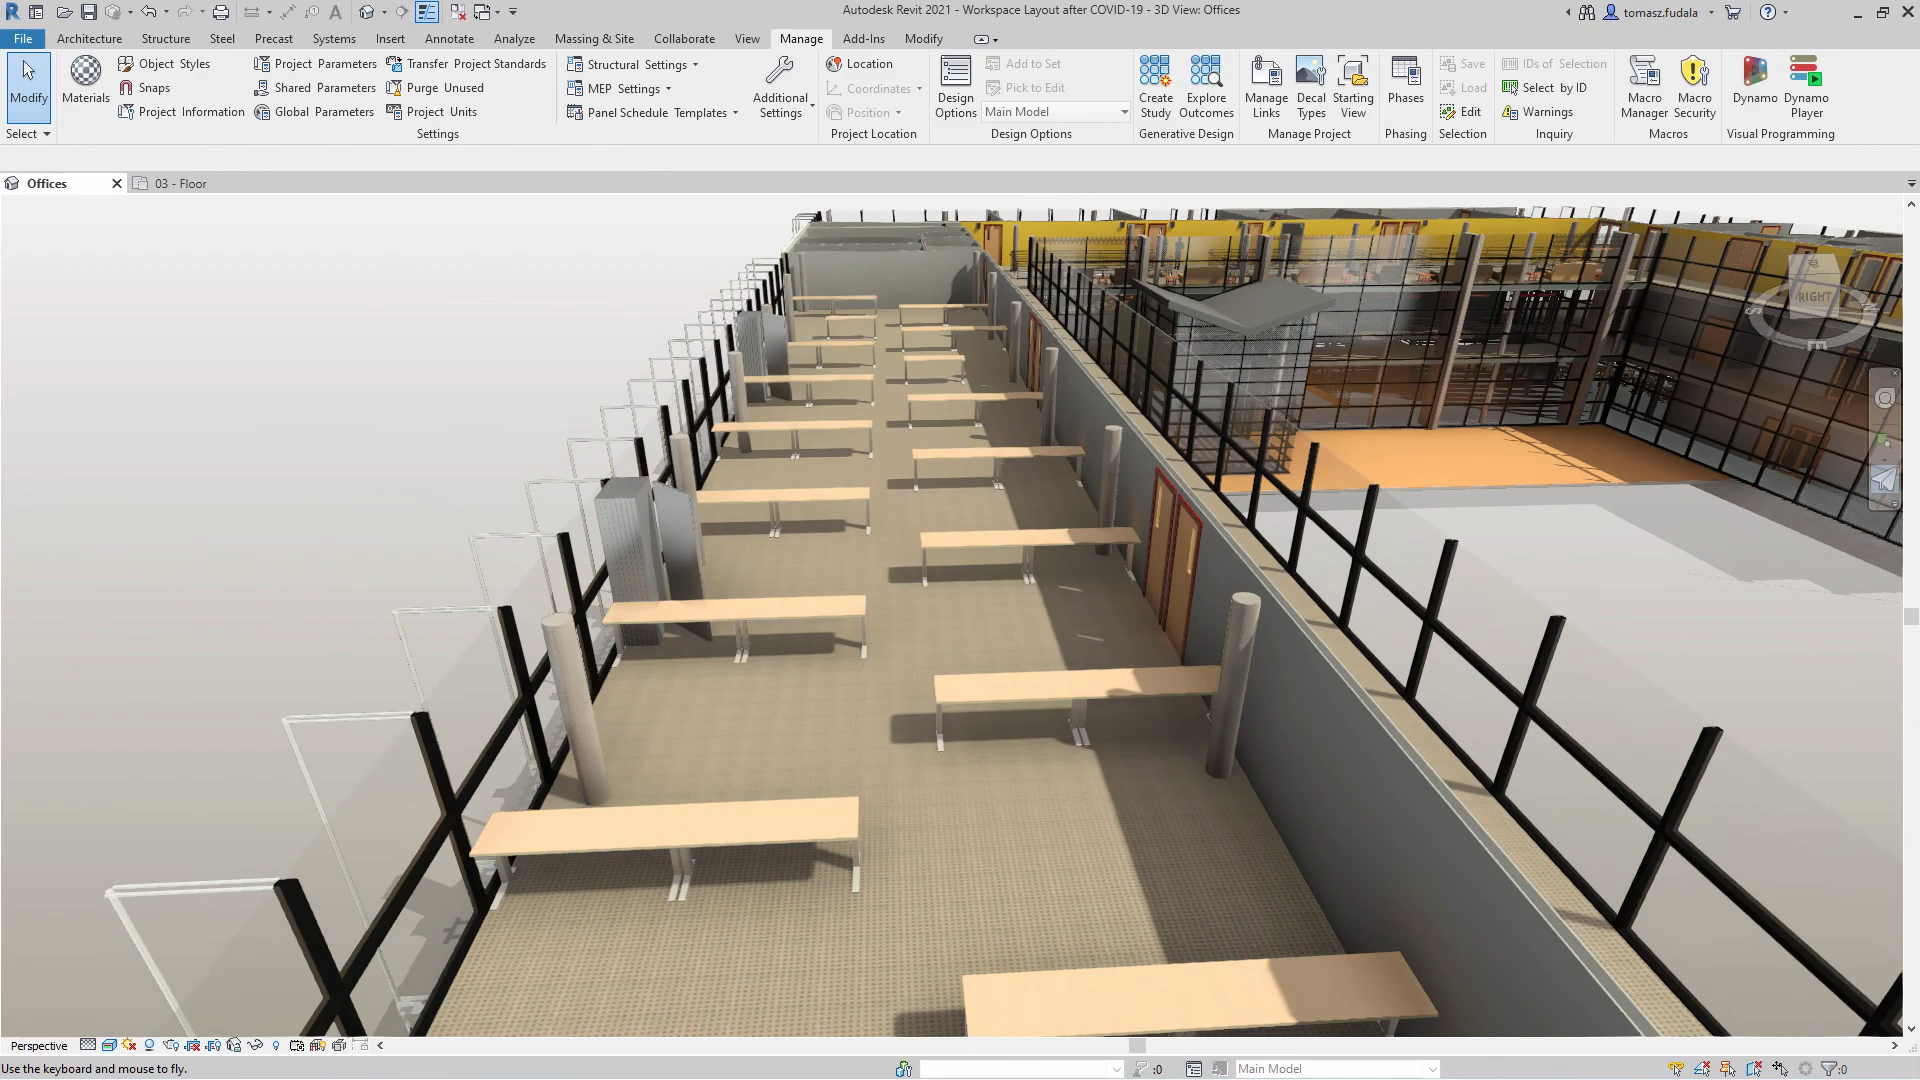 Autodesk Revit 2021 - Workspace Layout after COVID-19 - 3D View: Offices
tomasz.fudala
File Architecture Structure Steel Precast Systems Insert Annotate Analyze Massing & Site Collaborate View Manage Add-Ins Modify
Modify
Select
Materials
Object Styles
Snaps
Project Information
Project Parameters
Shared Parameters
Global Parameters
Transfer Project Standards
Purge Unused
Project Units
Settings
Structural Settings
MEP Settings
Panel Schedule Templates
Additional
Settings
Location
Coordinates
Position
Project Location
Design
Options
Add to Set
Pick to Edit
Main Model
Design Options
Create
Study
Explore
Outcomes
Generative Design
Manage
Links
Decal
Types
Starting
View
Manage Project
Phases
Phasing
Save
Load
Edit
Selection
IDs of Selection
Select by ID
Warnings
Inquiry
Macro
Manager
Macro
Security
Macros
Dynamo
Dynamo
Player
Visual Programming
Offices
03 - Floor
RIGHT
Perspective
Use the keyboard and mouse to fly.
:0
Main Model
:0